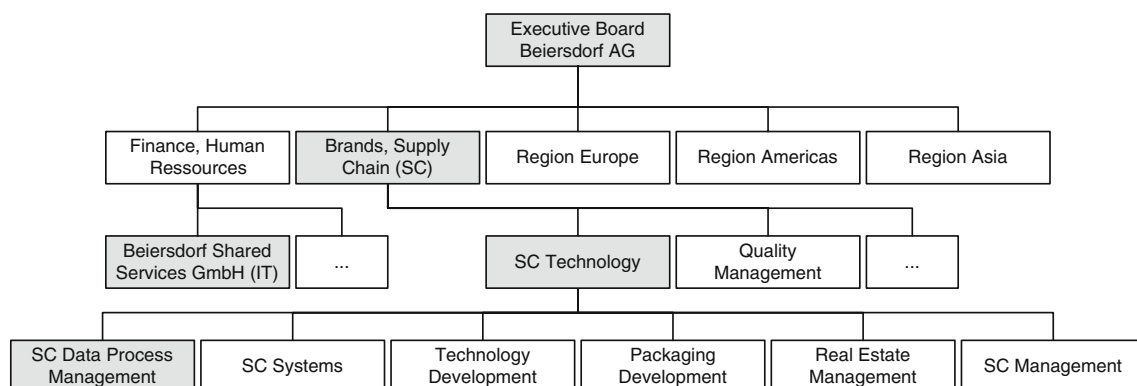 Executive Board
Beiersdorf AG
Finance, Human
Ressources
Brands, Supply
Chain (SC)
Region Europe
Region Americas
Region Asia
Beiersdorf Shared
Services GmbH (IT)
...
SC Technology
Quality
Management
...
SC Data Process
Management
SC Systems
Technology
Development
Packaging
Development
Real Estate
Management
SC Management